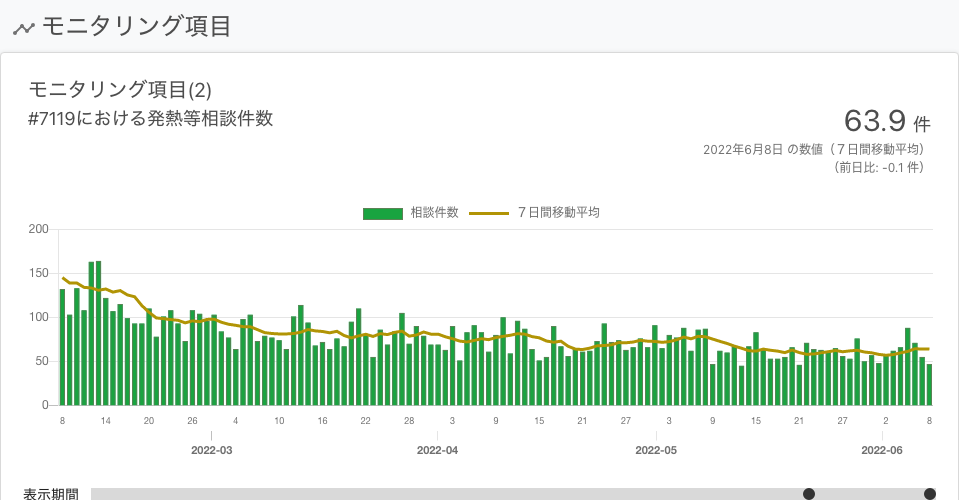 モニタリング項目
モニタリング項目(2)
#7119における発熱等相談件数
63.9 件
2022年6月8日 の数値（７日間移動平均）
（前日比: -0.1 件）
相談件数 ７日間移動平均
200
150
100
50
0
8 14 20 26 4 10 16 22 28 3 9 15 21 27 3 9 15 21 27 2 8
2022-03 2022-04 2022-05 2022-06
表示期間